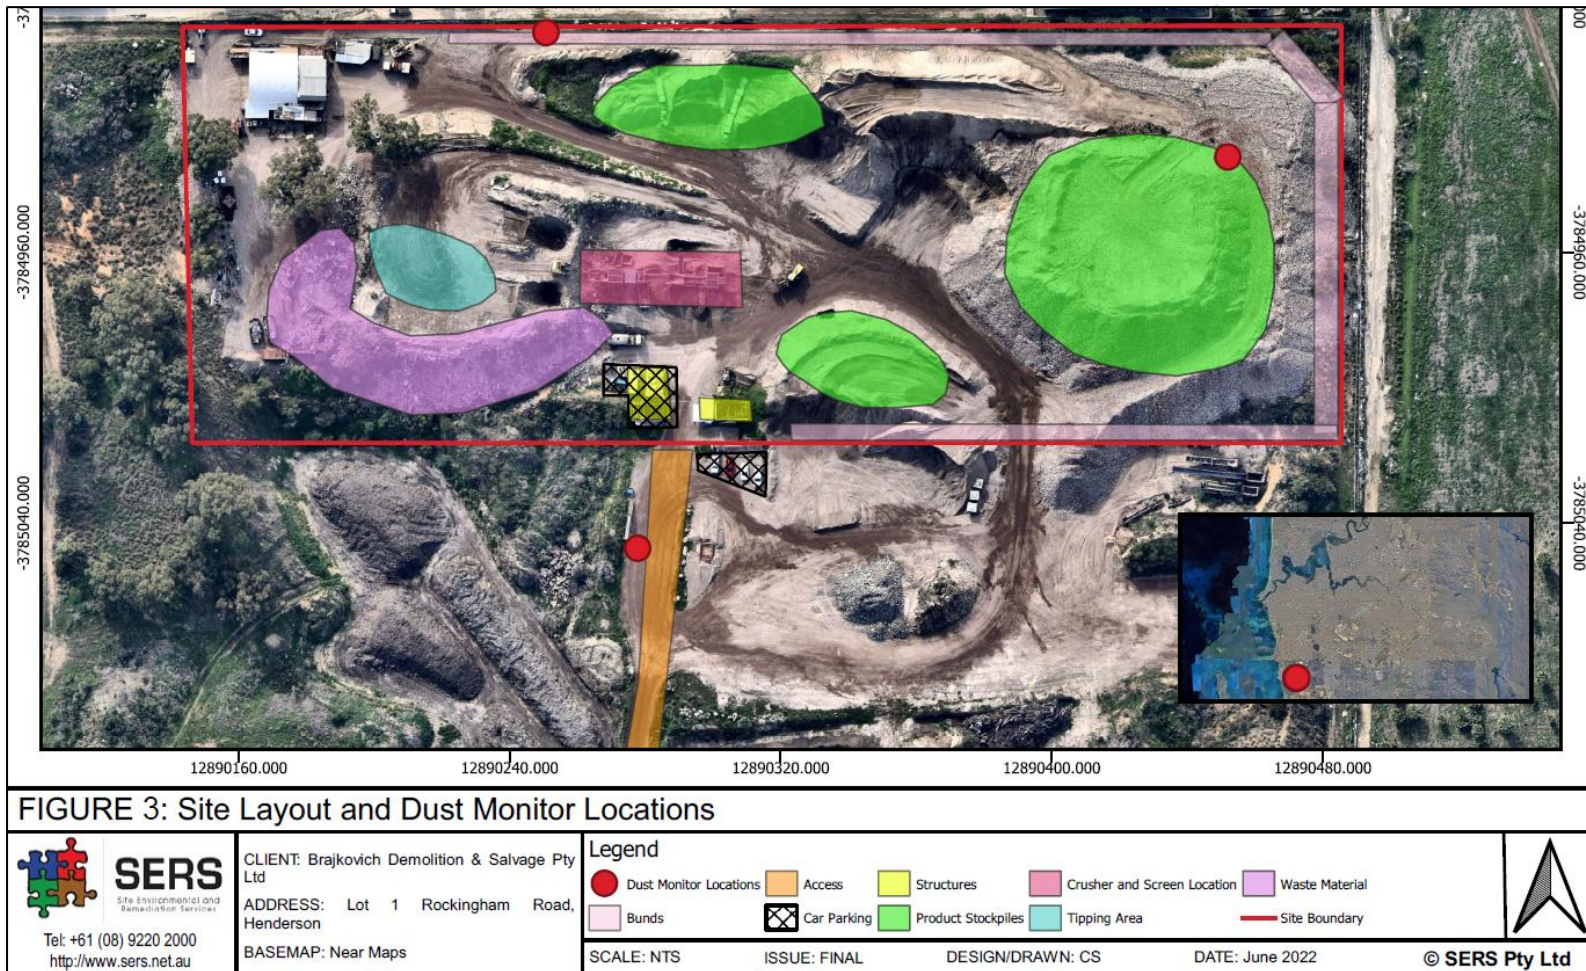 -37
000
-3784960.000
-3784960.000
-3785040.000
-3785040.000
12890160.000
12890240.000
12890320.000
12890400.000
12890480.000
FIGURE 3: Site Layout and Dust Monitor Locations
SERS
Site Environmental and
Remediation Services
Tel: +61 (08) 9220 2000
http://www.sers.net.au
CLIENT: Brajkovich Demolition & Salvage Pty
Ltd
ADDRESS: Lot 1 Rockingham Road,
Henderson
BASEMAP: Near Maps
Legend
Dust Monitor Locations
Access
Structures
Crusher and Screen Location
Waste Material
Bunds
Car Parking
Product Stockpiles
Tipping Area
Site Boundary
SCALE: NTS
ISSUE: FINAL
DESIGN/DRAWN: CS
DATE: June 2022
© SERS Pty Ltd